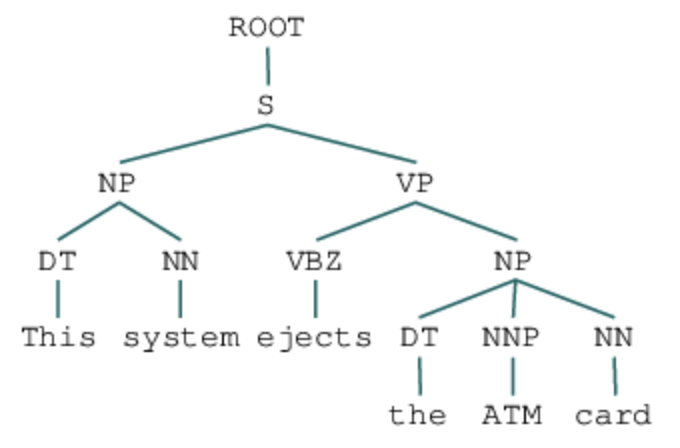 ROOT
S
NP VP
DT NN VBZ NP
This system ejects DT NNP NN
the ATM card